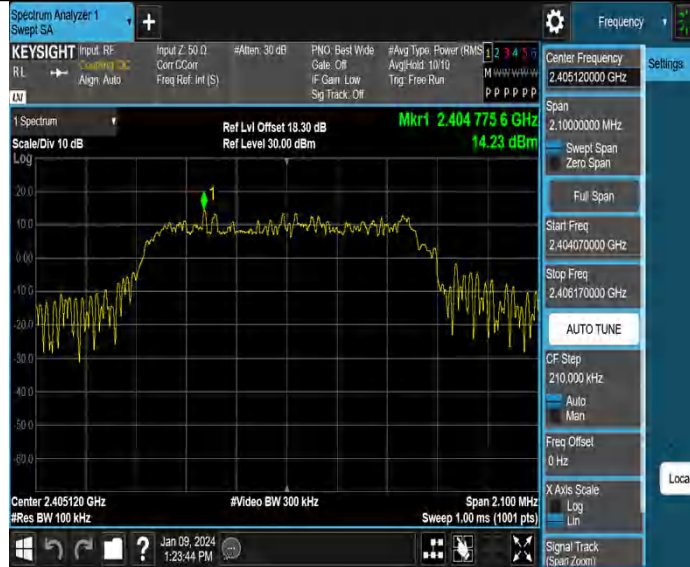 Spectrum Analyzer 1
Swept SA
+
Frequency
KEYSIGHT
RL
Input: RF
Coupling: DC
Align: Auto
Input Z: 50 Ω
Corr CCorr
Freq Ref: Int (S)
#Atten: 30 dB
PNO: Best Wide
Gate: Off
IF Gain: Low
Sig Track: Off
#Avg Type: Power (RMS
Avg|Hold: 10/10
Trig: Free Run
1 2 3 4 5 6
M W W W W W
P P P P P P
LXI
1 Spectrum
Scale/Div 10 dB
Log
Ref Lvl Offset 18.30 dB
Ref Level 30.00 dBm
Mkr1 2.404 775 6 GHz
14.23 dBm
1
20.0
10.0
0.00
-10.0
-20.0
-30.0
-40.0
-50.0
-60.0
Center 2.405120 GHz
#Res BW 100 kHz
#Video BW 300 kHz
Span 2.100 MHz
Sweep 1.00 ms (1001 pts)
Center Frequency
2.405120000 GHz
Settings
Span
2.10000000 MHz
Swept Span
Zero Span
Full Span
Start Freq
2.404070000 GHz
Stop Freq
2.406170000 GHz
AUTO TUNE
CF Step
210.000 kHz
Auto
Man
Freq Offset
0 Hz
X Axis Scale
Log
Lin
Loca
Signal Track
(Span Zoom)
?
Jan 09, 2024
1:23:44 PM